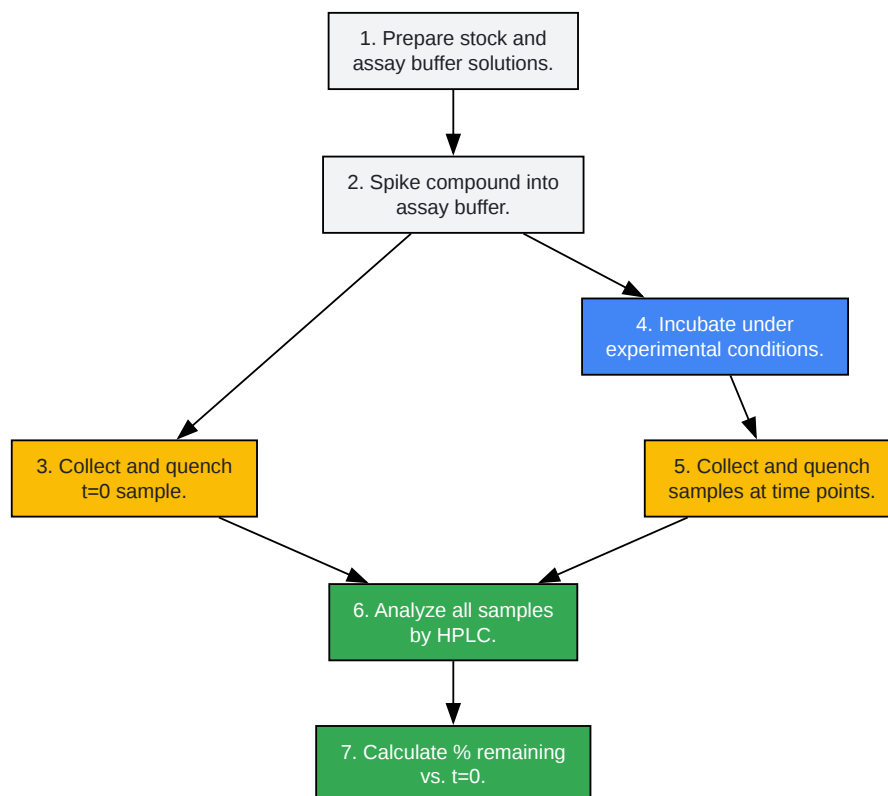 1. Prepare stock and
assay buffer solutions.
2. Spike compound into
assay buffer.
4. Incubate under
experimental conditions.
3. Collect and quench
t=0 sample.
5. Collect and quench
samples at time points.
6. Analyze all samples
by HPLC.
7. Calculate % remaining
vs. t=0.